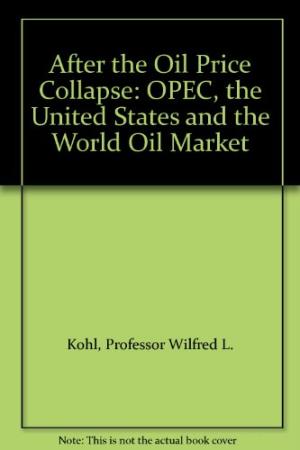 After the Oil Price
Collapse: OPEC, the
United States and the
World Oil Market
Kohl, Professor Wilfred L.
Note: This is not the actual book cover